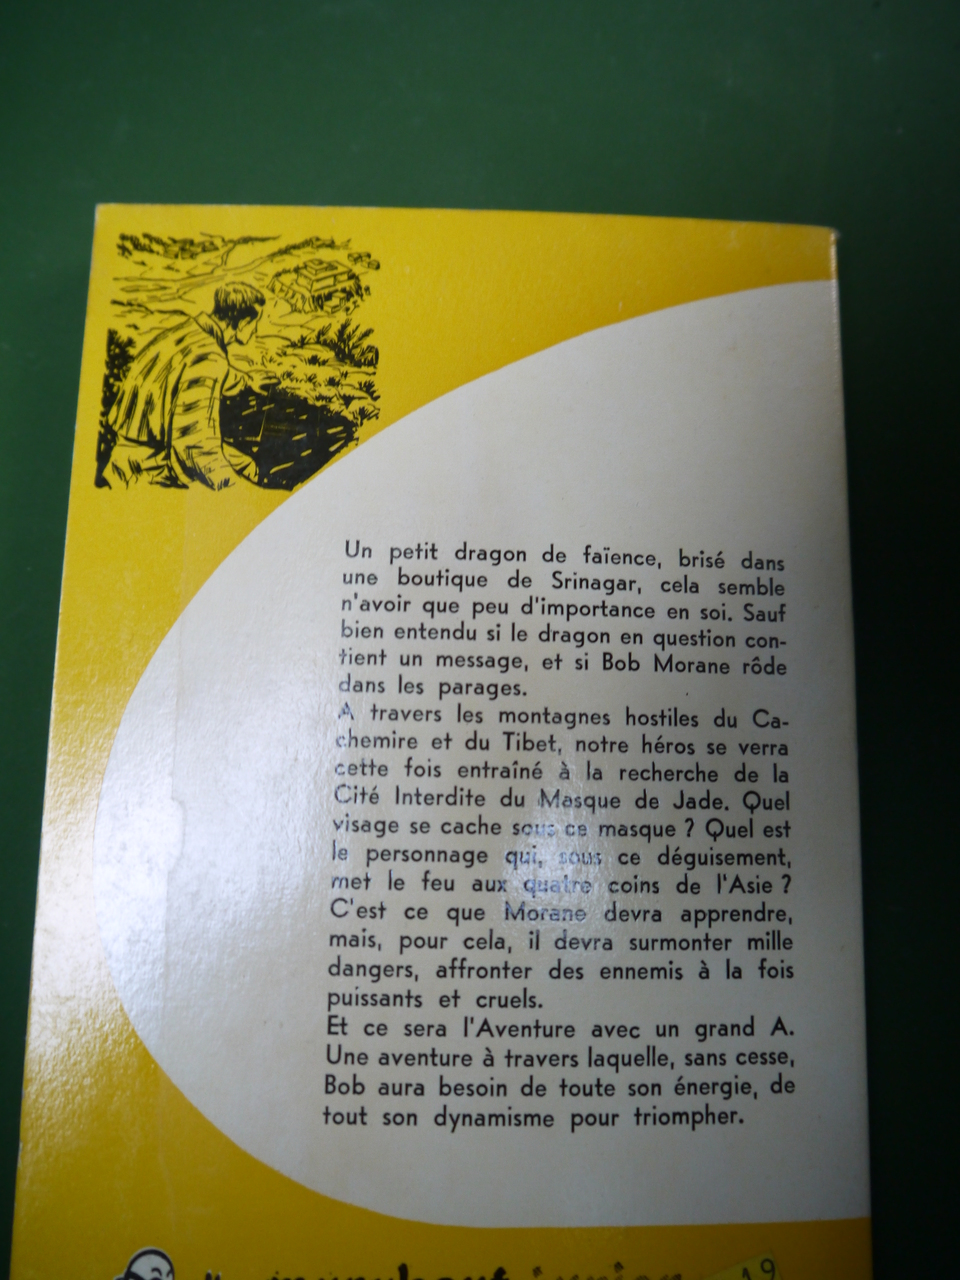 Un petit dragon de faïence, brisé dans
une boutique de Srinagar, cela semble
n'avoir que peu d'importance en soi. Sauf
bien entendu si le dragon en question con-
tient un message, et si Bob Morane rôde
dans les parages.
A travers les montagnes hostiles du Ca-
chemire et du Tibet, notre héros se verra
cette fois entraîné à la recherche de la
Cité Interdite du Masque de Jade. Quel
visage se cache sous ce masque ? Quel est
le personnage qui, sous ce déguisement,
met le feu aux quatre coins de l'Asie ?
C'est ce que Morane devra apprendre,
mais, pour cela, il devra surmonter mille
dangers, affronter des ennemis à la fois
puissants et cruels.
Et ce sera l'Aventure avec un grand A.
Une aventure à travers laquelle, sans cesse,
Bob aura besoin de toute son énergie, de
tout son dynamisme pour triompher.
marabout junior
19